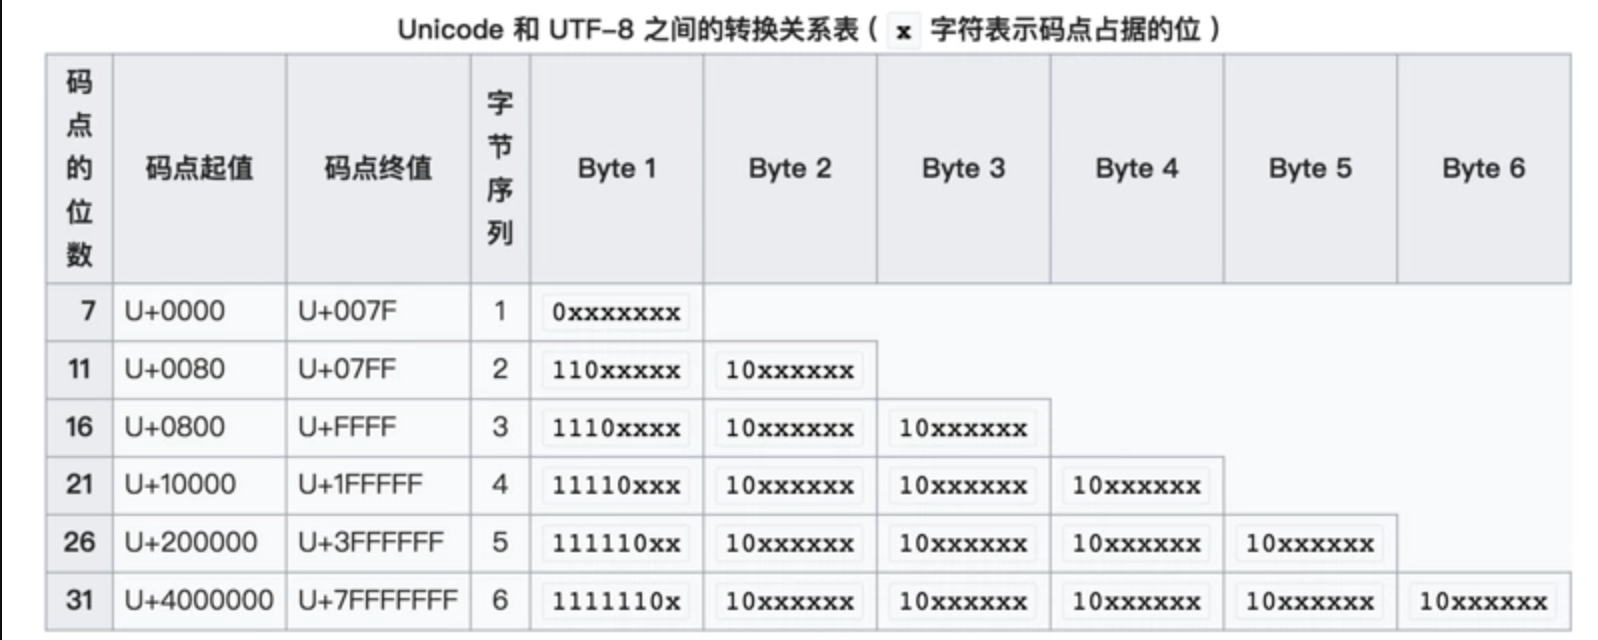 Unicode 和 UTF-8 之间的转换关系表 ( x 字符表示码点占据的位 )
码点的位数 码点起值 码点终值 字节序列 Byte 1 Byte 2 Byte 3 Byte 4 Byte 5 Byte 6
7 U+0000 U+007F 1 0xxxxxxx
11 U+0080 U+07FF 2 110xxxxx 10xxxxxx
16 U+0800 U+FFFF 3 1110xxxx 10xxxxxx 10xxxxxx
21 U+10000 U+1FFFFF 4 11110xxx 10xxxxxx 10xxxxxx 10xxxxxx
26 U+200000 U+3FFFFFF 5 111110xx 10xxxxxx 10xxxxxx 10xxxxxx 10xxxxxx
31 U+4000000 U+7FFFFFFF 6 1111110x 10xxxxxx 10xxxxxx 10xxxxxx 10xxxxxx 10xxxxxx